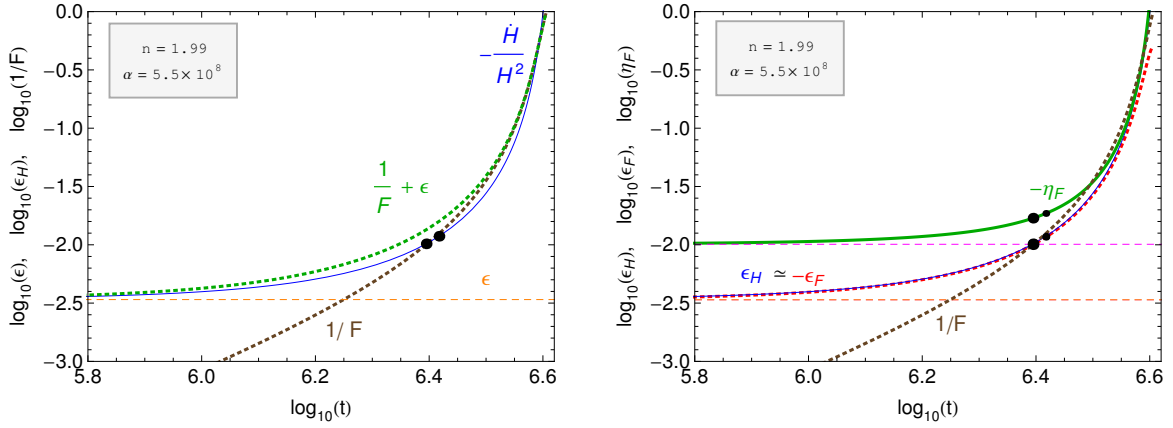 log₁₀(ϵ),  log₁₀(ϵ_H),  log₁₀(1/F)
0.0
−0.5
−1.0
−1.5
−2.0
−2.5
−3.0
n = 1.99
α = 5.5 × 10⁸
−Ḣ/H²
1/F + ϵ
ϵ
1/ F
5.8
6.0
6.2
6.4
6.6
log₁₀(t)
log₁₀(ϵ_H),  log₁₀(ϵ_F),  log₁₀(η_F)
0.0
−0.5
−1.0
−1.5
−2.0
−2.5
−3.0
n = 1.99
α = 5.5 × 10⁸
−η_F
ϵ_H ≃ −ϵ_F
1/F
5.8
6.0
6.2
6.4
6.6
log₁₀(t)